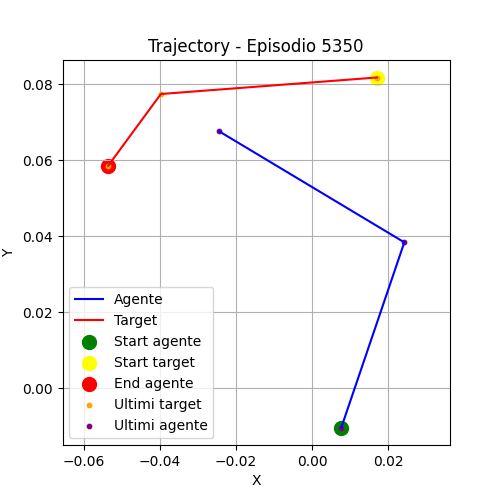 Trajectory - Episodio 5350
0.08
0.06
0.04
0.02
0.00
Y
Agente
Target
Start agente
Start target
End agente
Ultimi target
Ultimi agente
−0.06 −0.04 −0.02 0.00 0.02
X